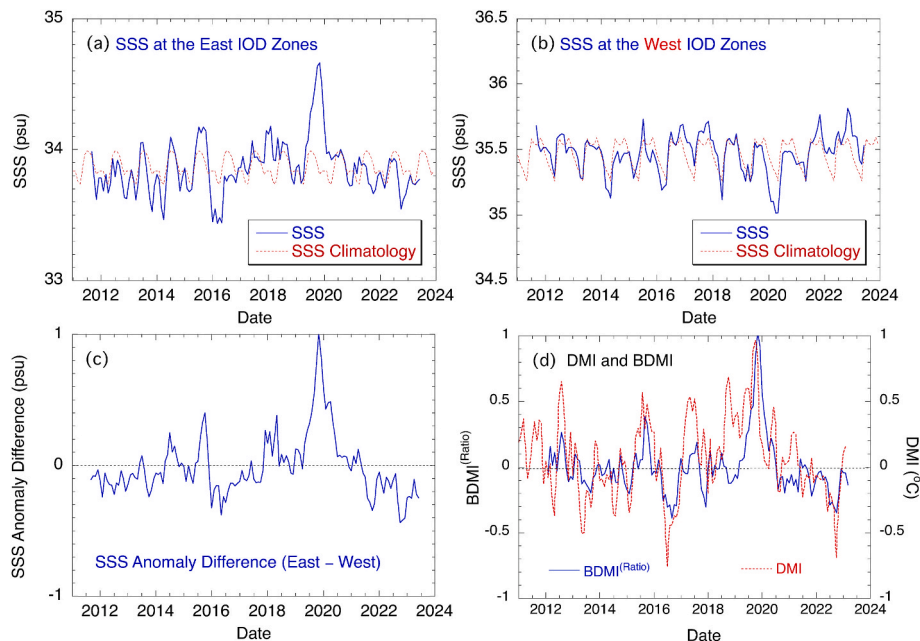 35
(a) SSS at the East IOD Zones
34
SSS (psu)
SSS
SSS Climatology
33
2012 2014 2016 2018 2020 2022 2024
Date
36.5
(b) SSS at the West IOD Zones
36
SSS (psu)
35.5
35
SSS
SSS Climatology
34.5
2012 2014 2016 2018 2020 2022 2024
Date
1
(c)
SSS Anomaly Difference (psu)
0
SSS Anomaly Difference (East – West)
-1
2012 2014 2016 2018 2020 2022 2024
Date
1 1
(d) DMI and BDMI
0.5 0.5
BDMI(Ratio)
0 0
-0.5 -0.5
BDMI(Ratio) DMI
-1 -1
2012 2014 2016 2018 2020 2022 2024
Date